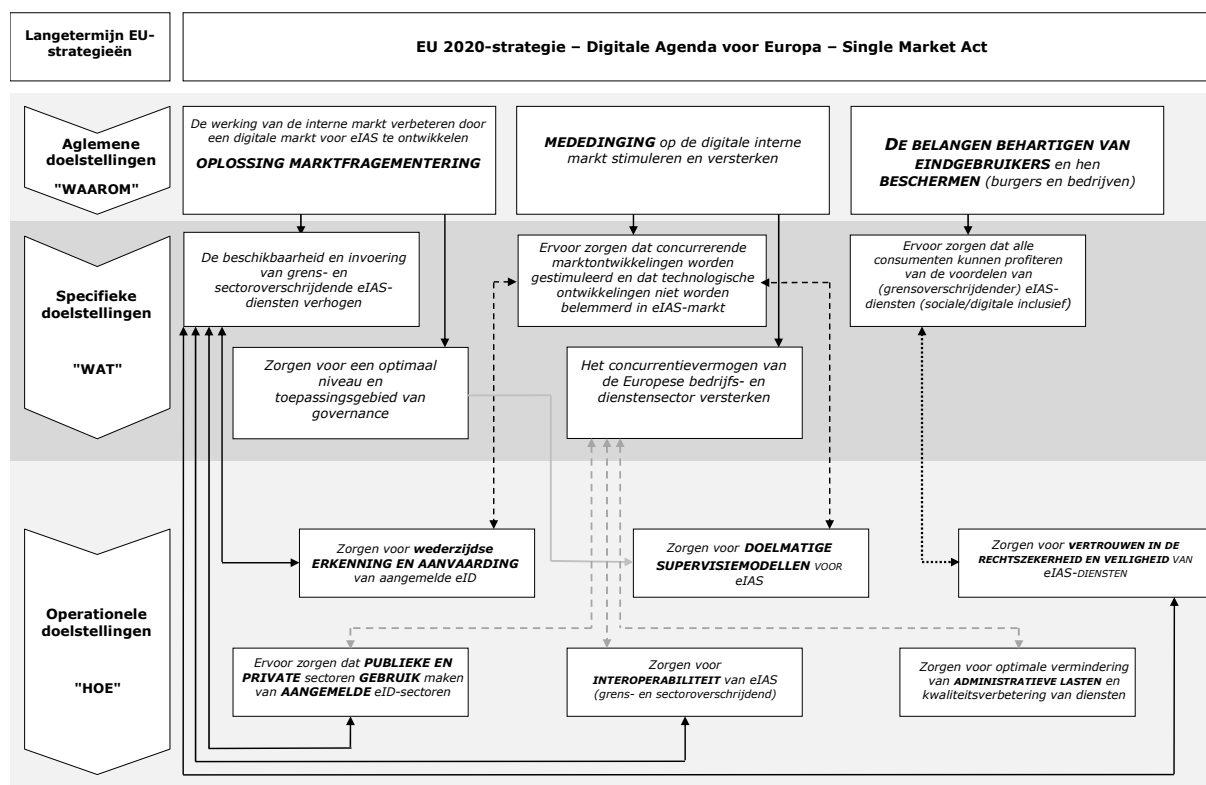 Langetermijn EU-
strategieën
EU 2020-strategie – Digitale Agenda voor Europa – Single Market Act
Aglemene
doelstellingen
"WAAROM"
De werking van de interne markt verbeteren door
een digitale markt voor eIAS te ontwikkelen
OPLOSSING MARKTFRAGEMENTERING
MEDEDINGING op de digitale interne
markt stimuleren en versterken
DE BELANGEN BEHARTIGEN VAN
EINDGEBRUIKERS en hen
BESCHERMEN (burgers en bedrijven)
Specifieke
doelstellingen
"WAT"
De beschikbaarheid en invoering
van grens- en
sectoroverschrijdende eIAS-
diensten verhogen
Ervoor zorgen dat concurrerende
marktontwikkelingen worden
gestimuleerd en dat technologische
ontwikkelingen niet worden
belemmerd in eIAS-markt
Ervoor zorgen dat alle
consumenten kunnen profiteren
van de voordelen van
(grensoverschrijdender) eIAS-
diensten (sociale/digitale inclusief)
Zorgen voor een optimaal
niveau en
toepassingsgebied van
governance
Het concurrentievermogen van
de Europese bedrijfs- en
dienstensector versterken
Operationele
doelstellingen
"HOE"
Zorgen voor wederzijdse
ERKENNING EN AANVAARDING
van aangemelde eID
Zorgen voor DOELMATIGE
SUPERVISIEMODELLEN VOOR
eIAS
Zorgen voor VERTROUWEN IN DE
RECHTSZEKERHEID EN VEILIGHEID VAN
eIAS-DIENSTEN
Ervoor zorgen dat PUBLIEKE EN
PRIVATE sectoren GEBRUIK maken
van AANGEMELDE eID-sectoren
Zorgen voor
INTEROPERABILITEIT van eIAS
(grens- en sectoroverschrijdend)
Zorgen voor optimale vermindering
van ADMINISTRATIEVE LASTEN en
kwaliteitsverbetering van diensten